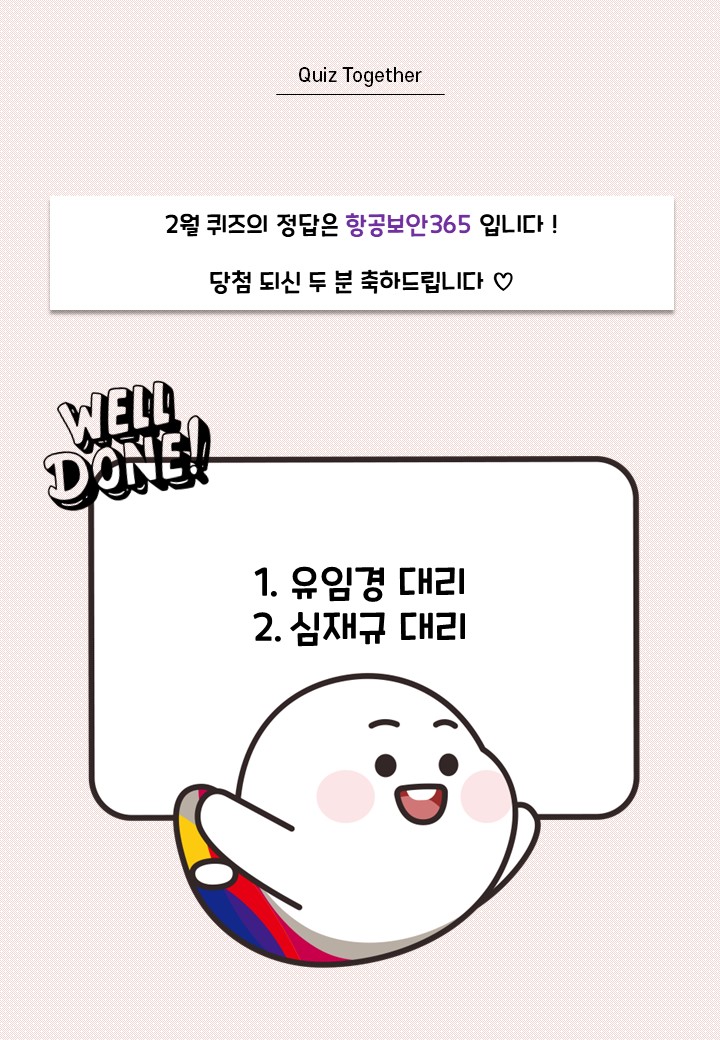 Quiz Together
2월 퀴즈의 정답은 항공보안365 입니다 !
당첨 되신 두 분 축하드립니다 ♡
WELL
DONE!
1. 유임경 대리
2. 심재규 대리